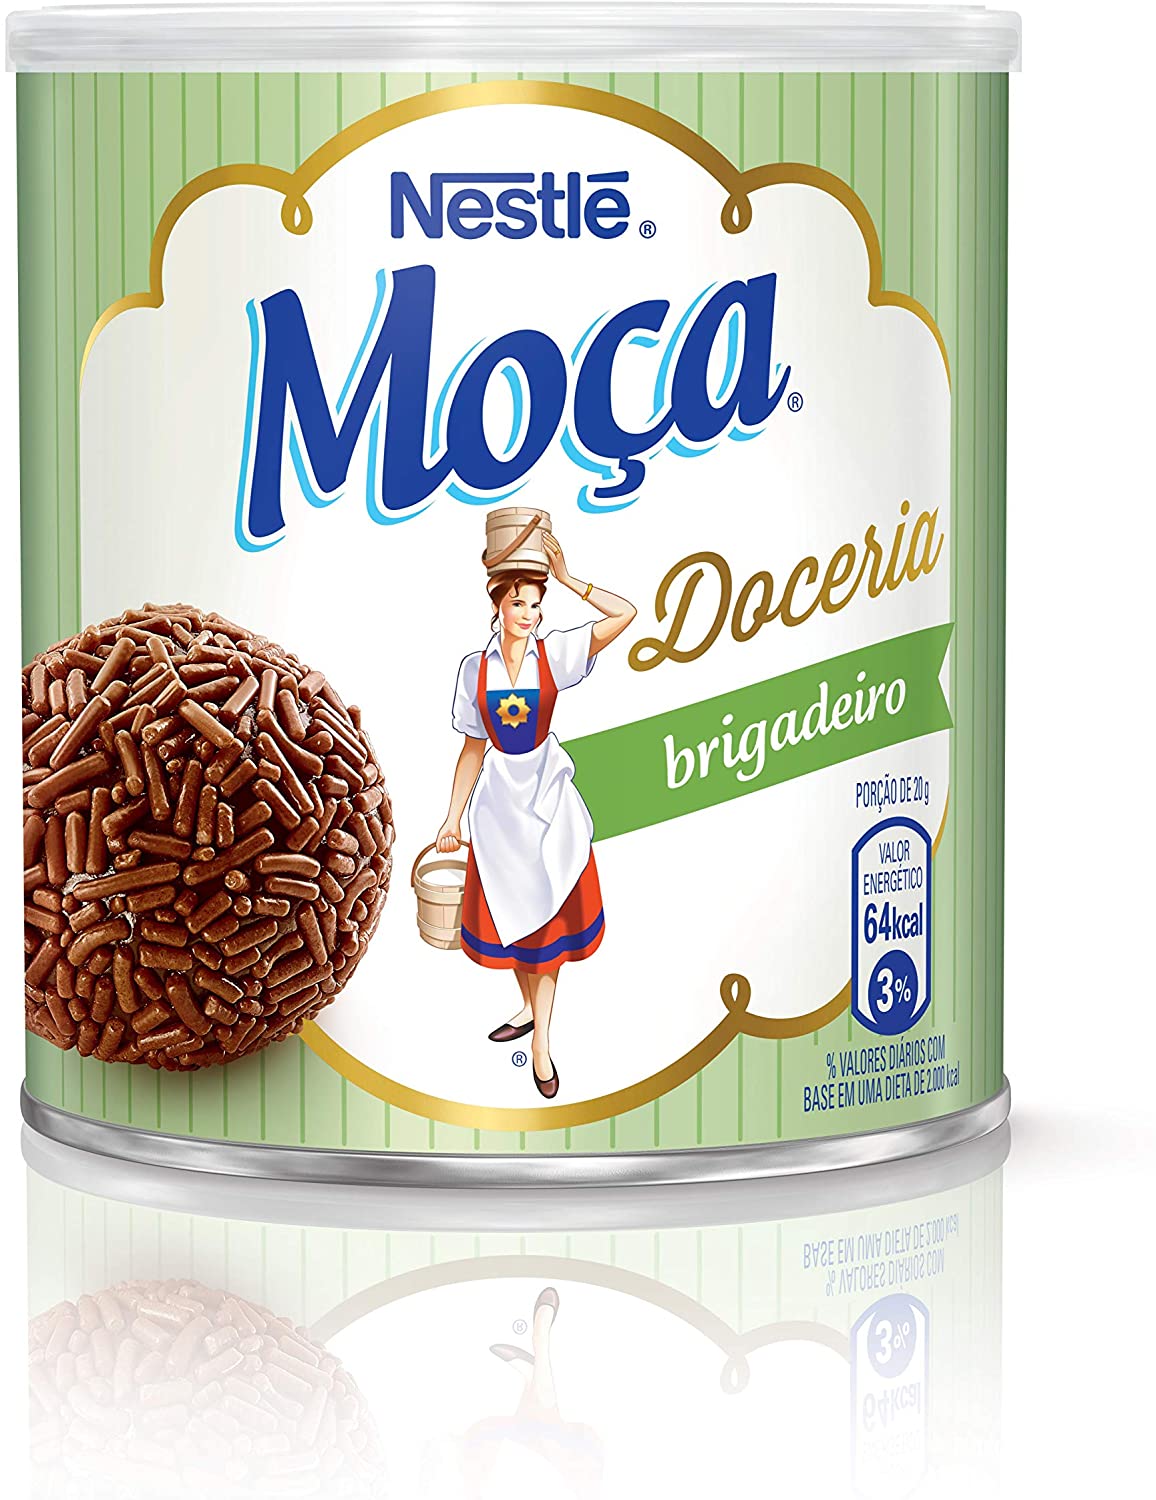 Nestlé®
Moça®
Doceria
brigadeiro
PORÇÃO DE 20g
VALOR
ENERGÉTICO
64kcal
3%
% VALORES DIÁRIOS COM
BASE EM UMA DIETA DE 2.000 kcal
®